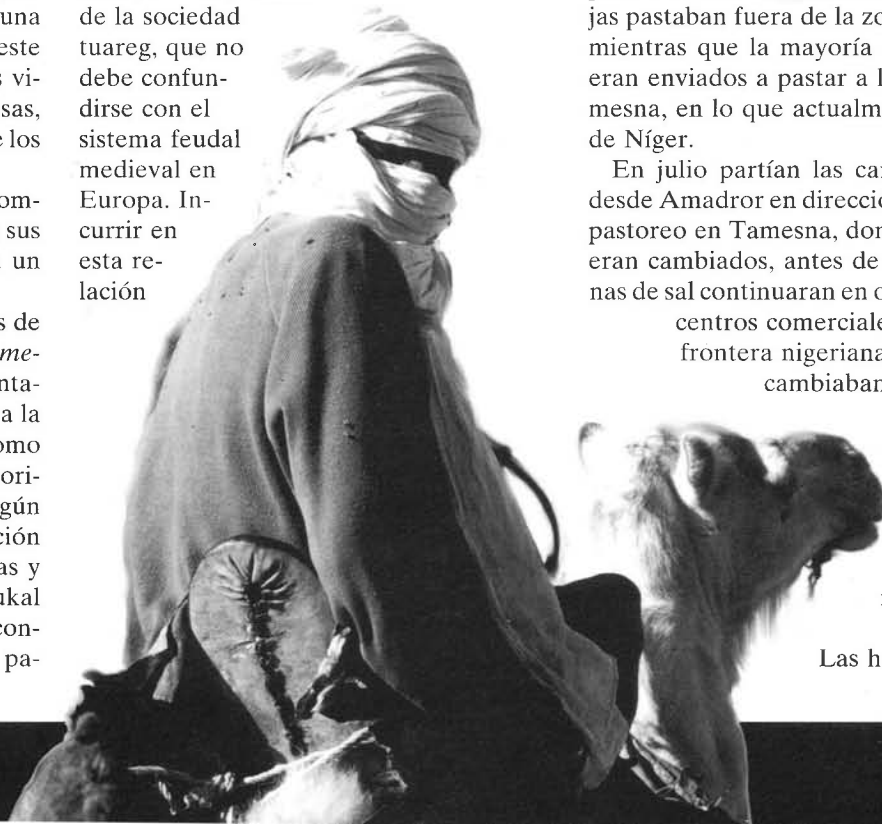 una
este
s vi-
sas,
e los
om-
sus
un
s de
me-
nta-
a la
omo
ori-
gún
ción
as y
ukal
con-
pa-
de la sociedad
tuareg, que no
debe confun-
dirse con el
sistema feudal
medieval en
Europa. In-
currir en
esta re-
lación
jas pastaban fuera de la zo
mientras que la mayoría
eran enviados a pastar a l
mesna, en lo que actualm
de Níger.
En julio partían las car
desde Amadror en direcció
pastoreo en Tamesna, don
eran cambiados, antes de
nas de sal continuaran en d
centros comerciale
frontera nigeriana
cambiaban
Las h